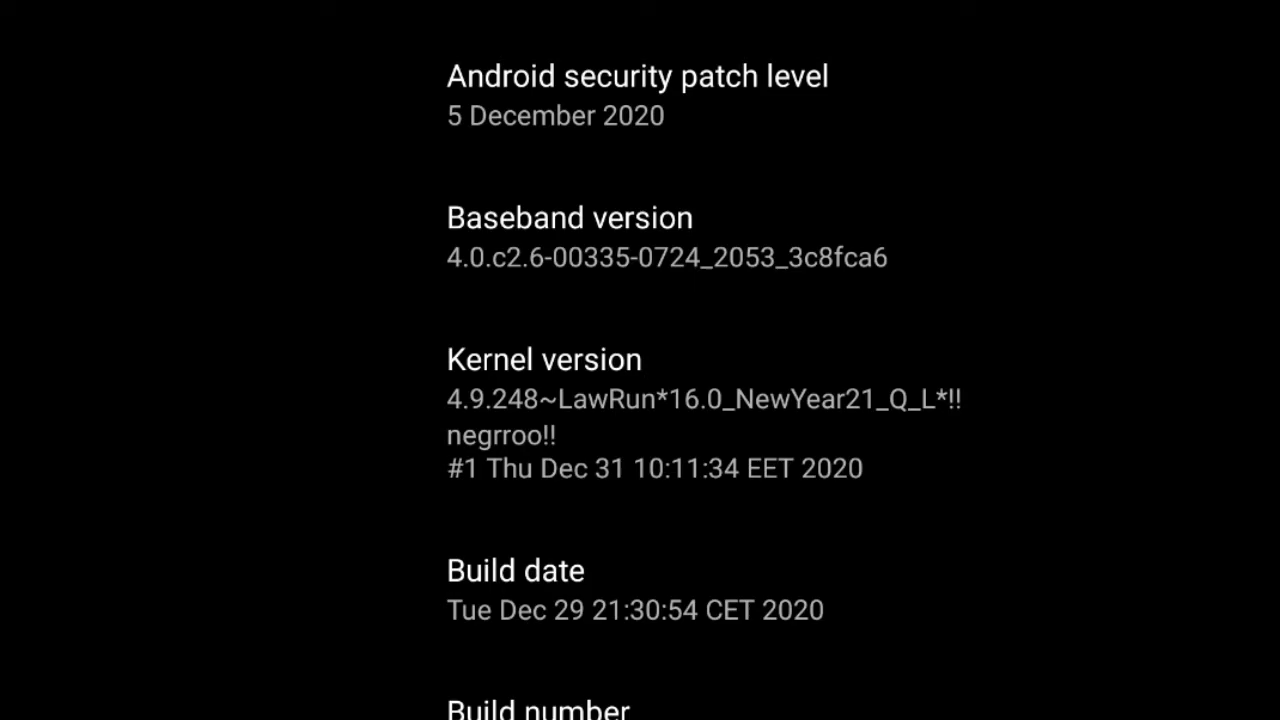 Android security patch level
5 December 2020
Baseband version
4.0.c2.6-00335-0724_2053_3c8fca6
Kernel version
4.9.248~LawRun*16.0_NewYear21_Q_L*!!
negrroo!!
#1 Thu Dec 31 10:11:34 EET 2020
Build date
Tue Dec 29 21:30:54 CET 2020
Build number